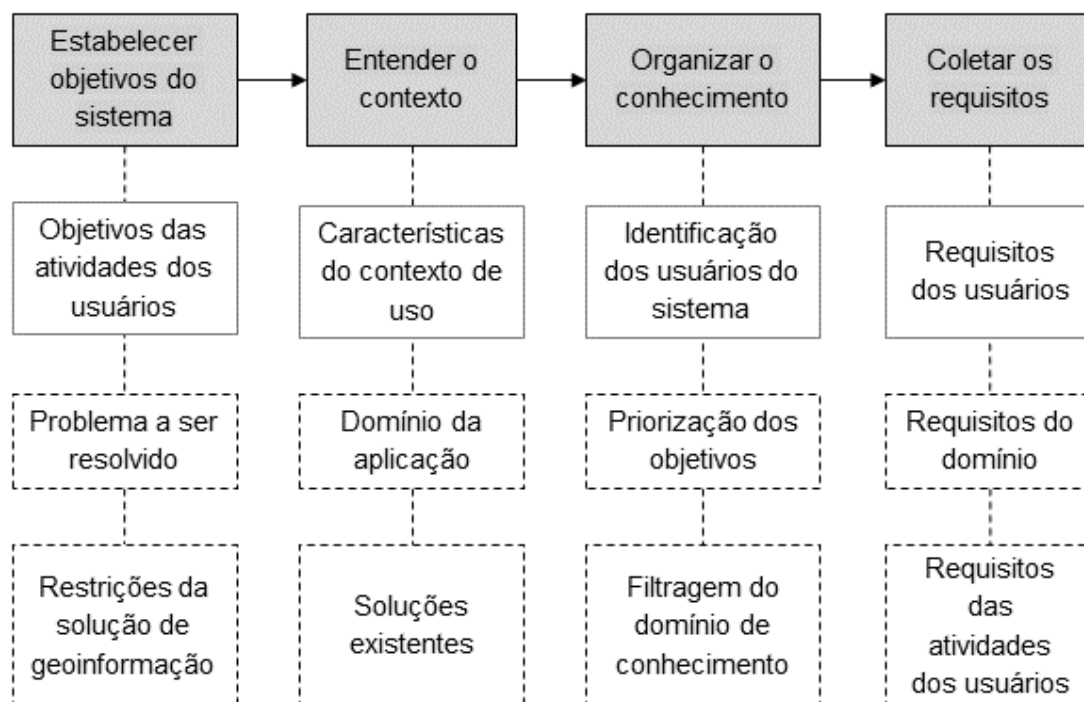 Estabelecer
objetivos do
sistema
Entender o
contexto
Organizar o
conhecimento
Coletar os
requisitos
Objetivos das
atividades dos
usuários
Características
do contexto de
uso
Identificação
dos usuários do
sistema
Requisitos
dos usuários
Problema a ser
resolvido
Domínio da
aplicação
Priorização dos
objetivos
Requisitos do
domínio
Restrições da
solução de
geoinformação
Soluções
existentes
Filtragem do
domínio de
conhecimento
Requisitos
das
atividades
dos usuários